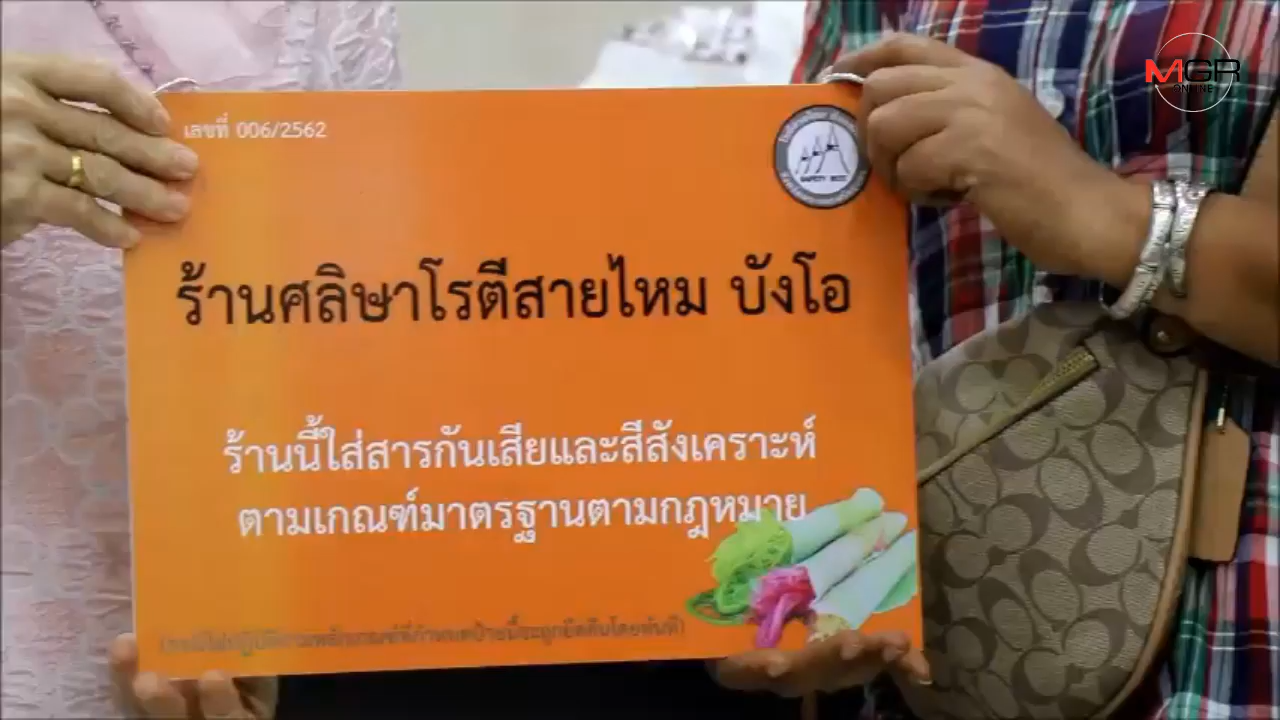 MGR
ONLINE
เลขที่ 006/2562
SAFETY
ร้านศลิษาโรตีสายไหม บังโอ
ร้านนี้ใส่สารกันเสียและสีสังเคราะห์
ตามเกณฑ์มาตรฐานตามกฎหมาย